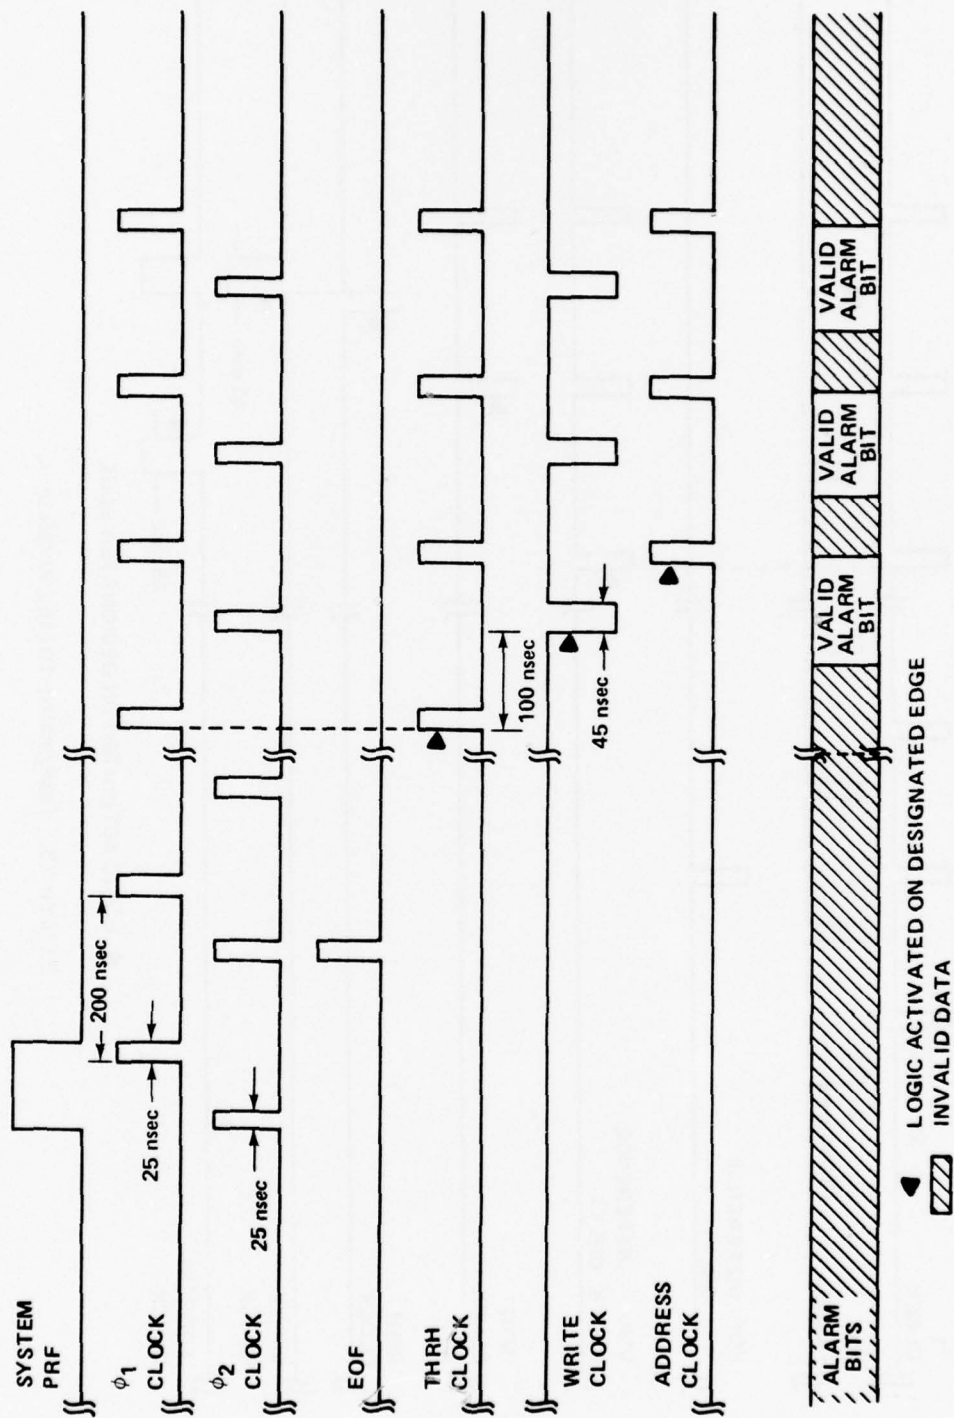 SYSTEM
PRF
ϕ1
CLOCK
25 nsec
200 nsec
ϕ2
CLOCK
25 nsec
EOF
THRH
CLOCK
100 nsec
WRITE
CLOCK
45 nsec
ADDRESS
CLOCK
ALARM
BITS
VALID
ALARM
BIT
VALID
ALARM
BIT
VALID
ALARM
BIT
LOGIC ACTIVATED ON DESIGNATED EDGE
INVALID DATA